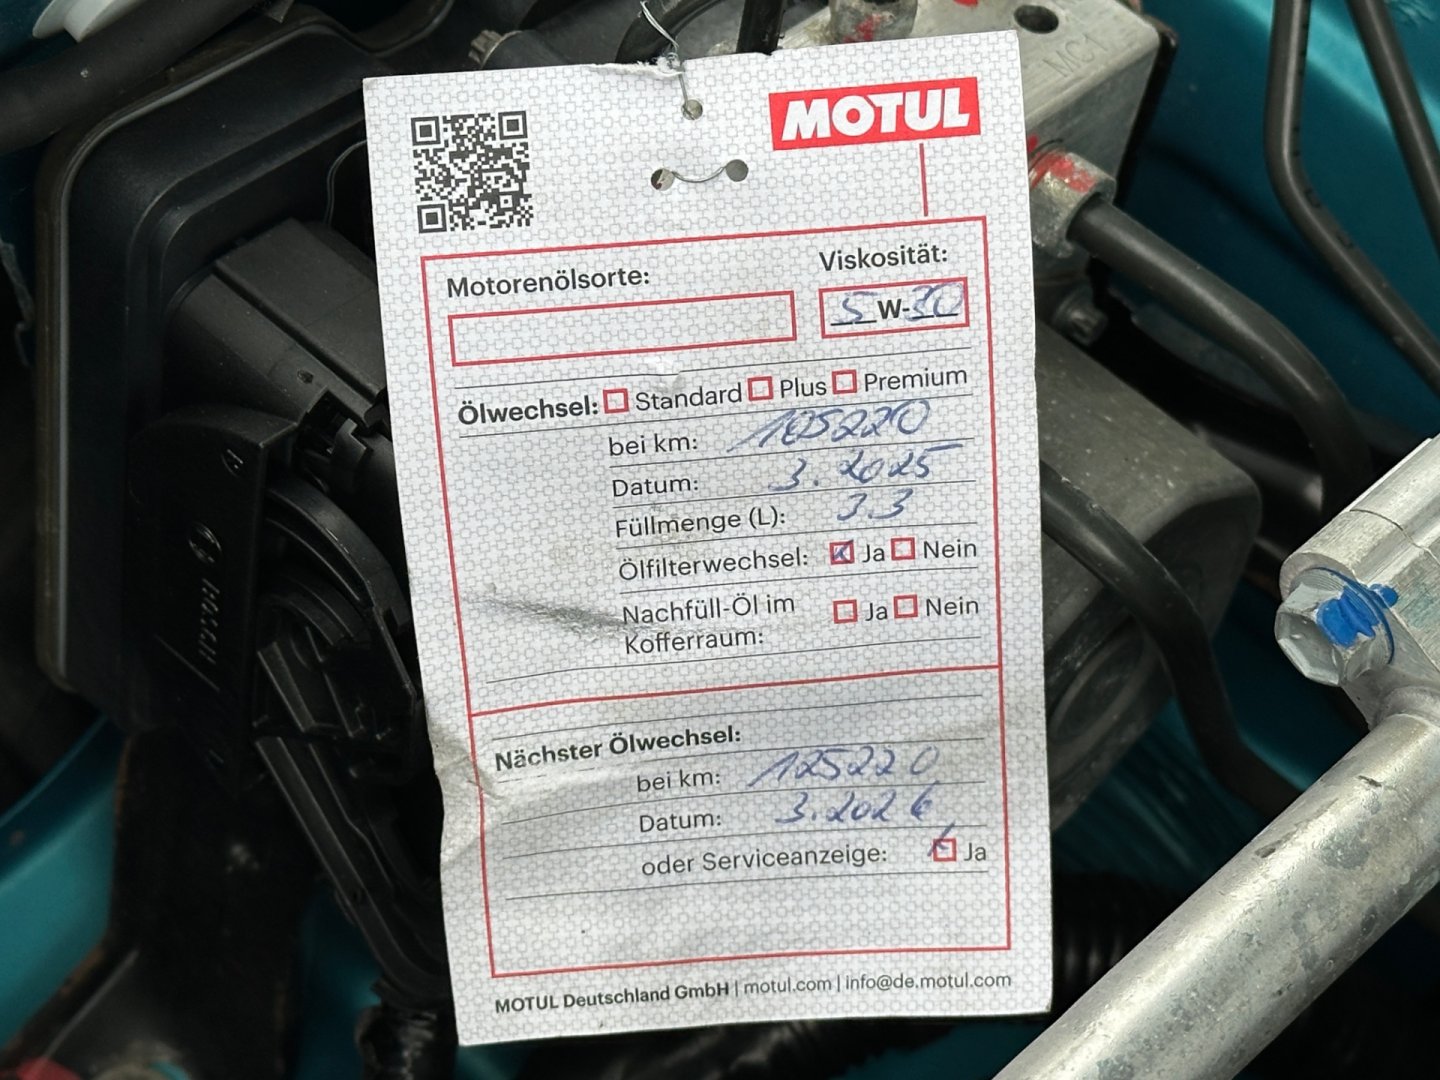 MOTUL
Motorenölsorte:
Viskosität:
5 W-30
Ölwechsel: Standard Plus Premium
bei km: 105220
Datum: 3.2025
Füllmenge (L): 3.3
Ölfilterwechsel: Ja Nein
Nachfüll-Öl im Ja Nein
Kofferraum:
Nächster Ölwechsel:
bei km: 125220
Datum: 3.2026
oder Serviceanzeige: Ja
MOTUL Deutschland GmbH | motul.com | info@de.motul.com
MC1